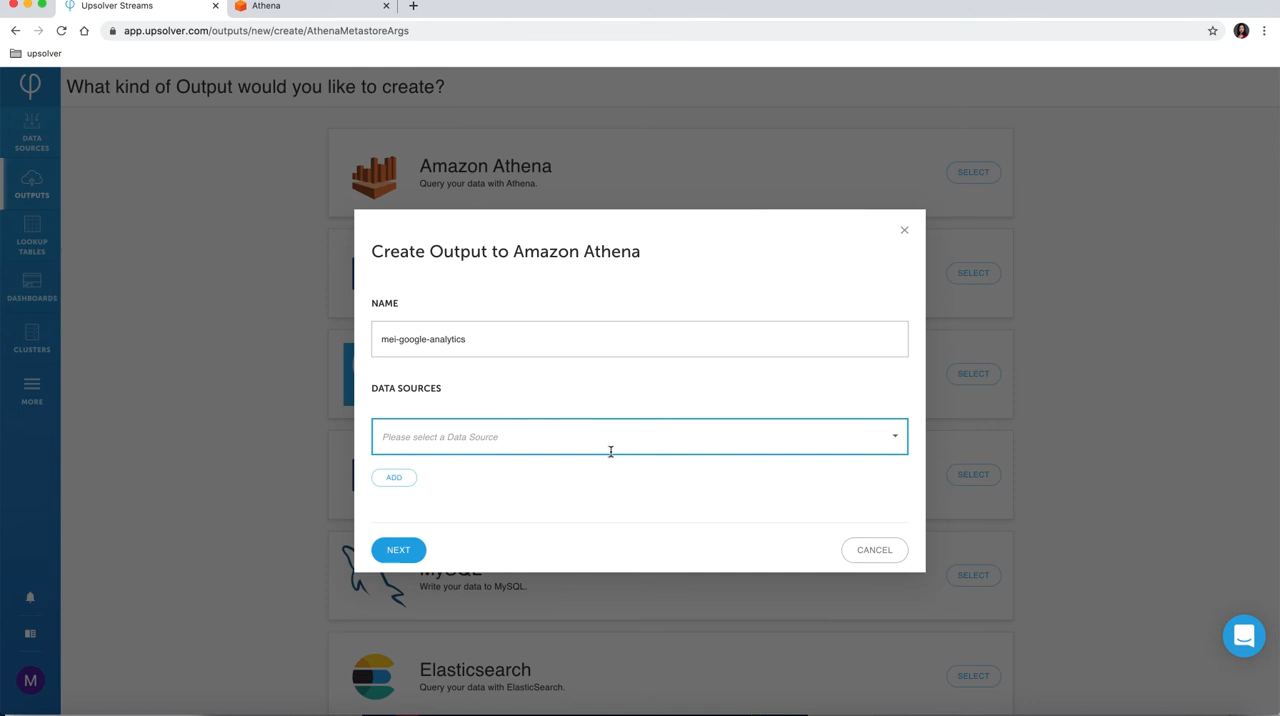 Upsolver Streams
Athena
app.upsolver.com/outputs/new/create/AthenaMetastoreArgs
upsolver
What kind of Output would you like to create?
DATA SOURCES
OUTPUTS
LOOKUP TABLES
DASHBOARDS
CLUSTERS
MORE
M
Amazon Athena
Query your data with Athena.
SELECT
SELECT
SELECT
SELECT
MySQL
Write your data to MySQL.
SELECT
Elasticsearch
Query your data with ElasticSearch.
SELECT
Create Output to Amazon Athena
NAME
mei-google-analytics
DATA SOURCES
Please select a Data Source
ADD
NEXT
CANCEL